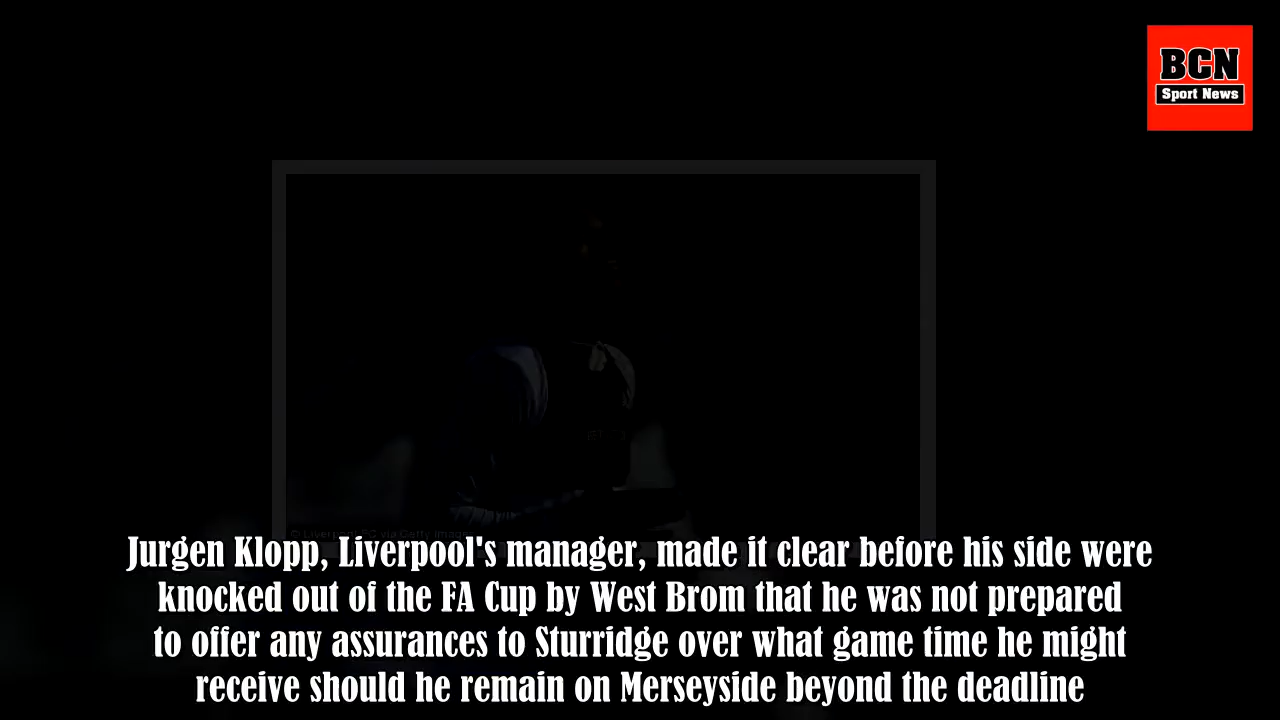 BCN
Sport News
Jurgen Klopp, Liverpool's manager, made it clear before his side were
knocked out of the FA Cup by West Brom that he was not prepared
to offer any assurances to Sturridge over what game time he might
receive should he remain on Merseyside beyond the deadline